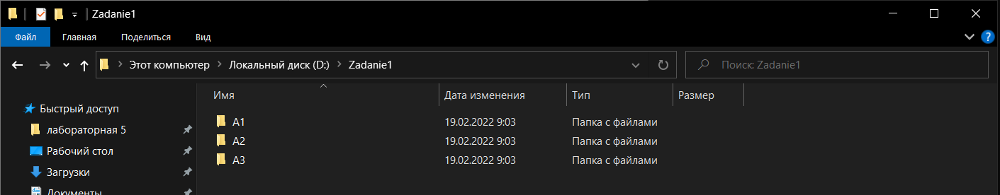 Zadanie1
Файл Главная Поделиться Вид
Этот компьютер Локальный диск (D:) Zadanie1 Поиск: Zadanie1
Имя Дата изменения Тип Размер
Быстрый доступ
A1 19.02.2022 9:03 Папка с файлами
лабораторная 5
A2 19.02.2022 9:03 Папка с файлами
Рабочий стол
A3 19.02.2022 9:03 Папка с файлами
Загрузки
Документы